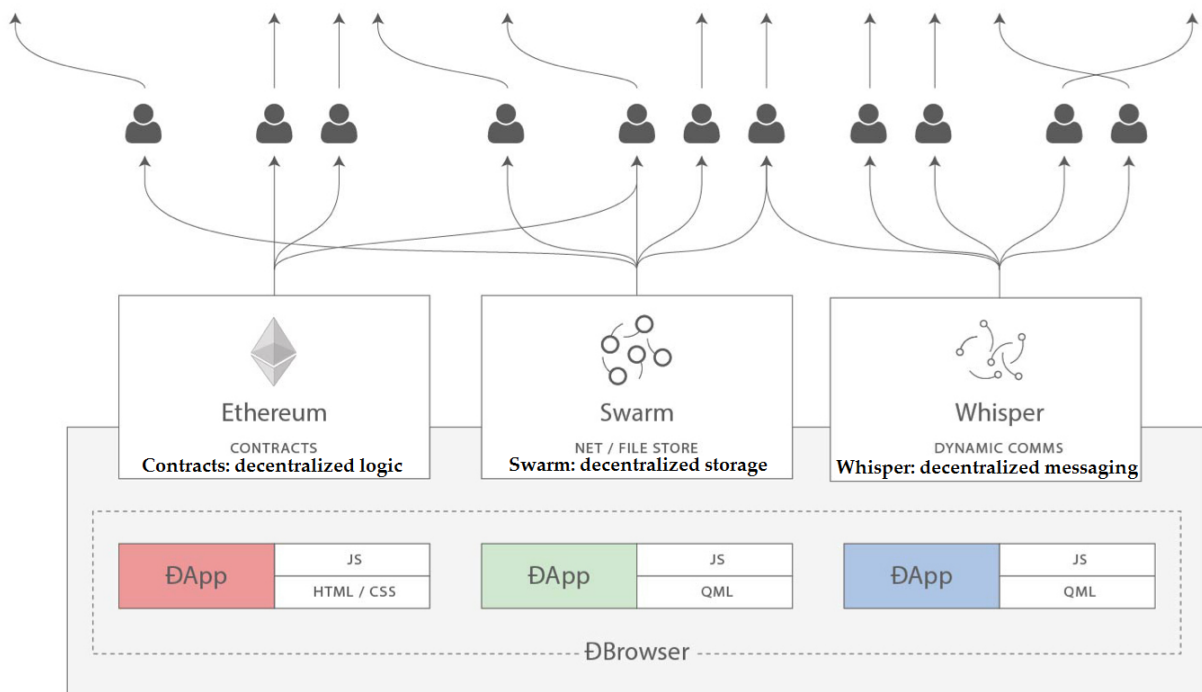 Ethereum
CONTRACTS
Contracts: decentralized logic
Swarm
NET / FILE STORE
Swarm: decentralized storage
Whisper
DYNAMIC COMMS
Whisper: decentralized messaging
ĐApp
JS
HTML / CSS
ĐApp
JS
QML
ĐApp
JS
QML
ĐBrowser